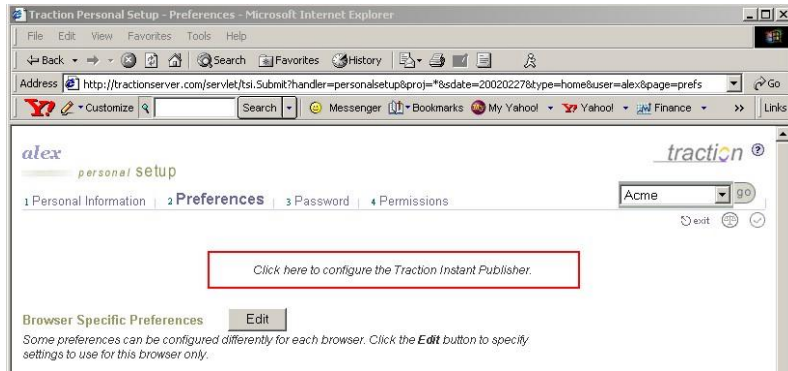 Traction Personal Setup - Preferences - Microsoft Internet Explorer
File Edit View Favorites Tools Help
Back Search Favorites History
Address http://tractionserver.com/servlet/tsi.Submit?handler=personalsetup&proj=*&sdate=20020227&type=home&user=alex&page=prefs Go
Y! Customize Search Messenger Bookmarks My Yahoo! Yahoo! Finance >> Links
alex
traction ?
personal setup
1 Personal Information | 2 Preferences | 3 Password | 4 Permissions
Acme go
exit
Click here to configure the Traction Instant Publisher.
Browser Specific Preferences Edit
Some preferences can be configured differently for each browser. Click the Edit button to specify
settings to use for this browser only.